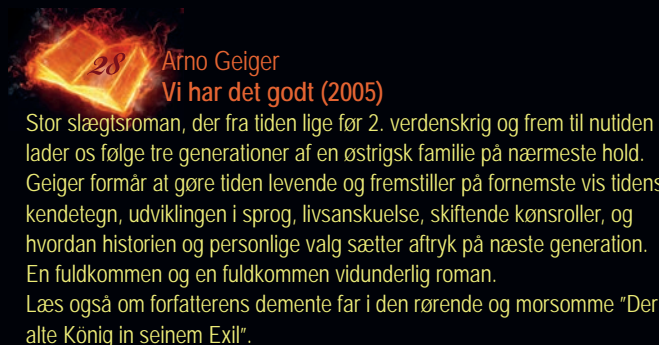 28
Arno Geiger
Vi har det godt (2005)
Stor slægtsroman, der fra tiden lige før 2. verdenskrig og frem til nutiden
lader os følge tre generationer af en østrigsk familie på nærmeste hold.
Geiger formår at gøre tiden levende og fremstiller på fornemste vis tidens
kendetegn, udviklingen i sprog, livsanskuelse, skiftende kønsroller, og
hvordan historien og personlige valg sætter aftryk på næste generation.
En fuldkommen og en fuldkommen vidunderlig roman.
Læs også om forfatterens demente far i den rørende og morsomme "Der
alte König in seinem Exil".